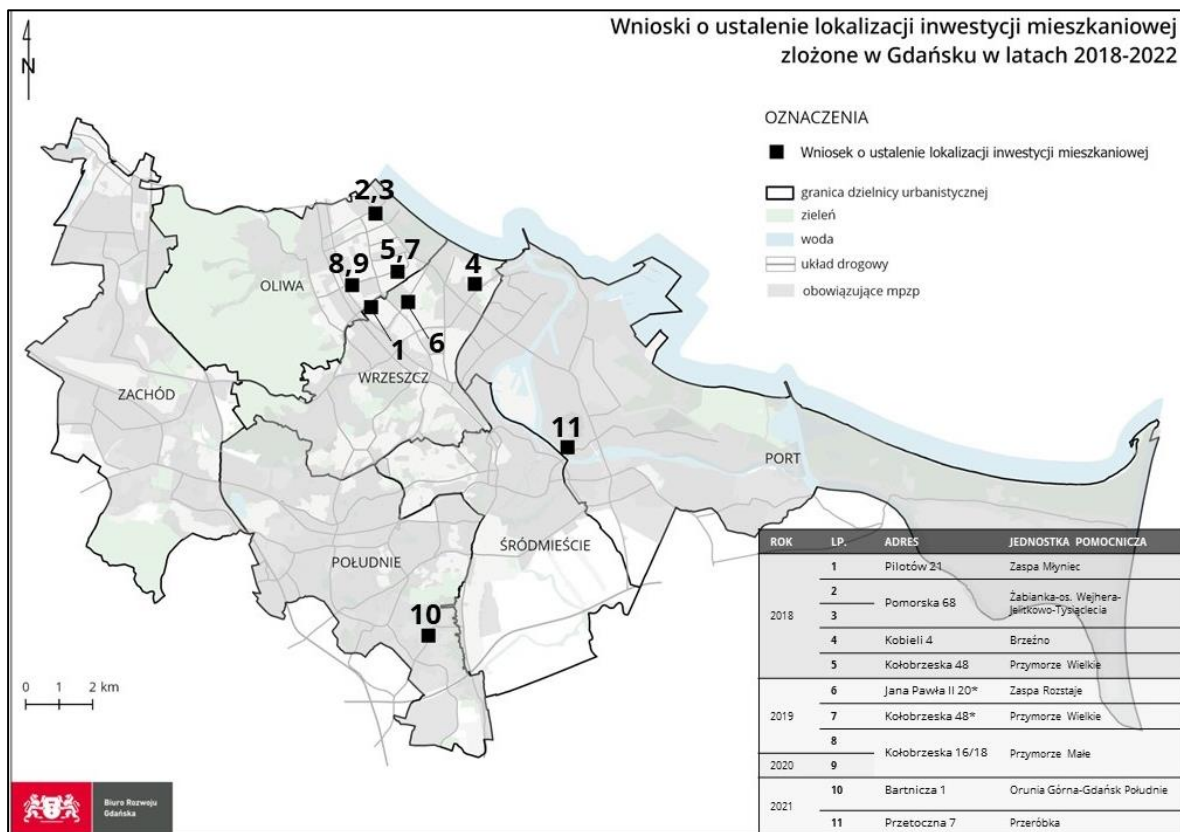 Wnioski o ustalenie lokalizacji inwestycji mieszkaniowej
zlożone w Gdańsku w latach 2018-2022
4
N
OZNACZENIA
Wniosek o ustalenie lokalizacji inwestycji mieszkaniowej
granica dzielnicy urbanistycznej
zieleń
woda
układ drogowy
obowiązujące mpzp
2,3
5,7
8,9
4
OLIWA
1
6
WRZESZCZ
ZACHÓD
11
PORT
ŚRÓDMIEŚCIE
POŁUDNIE
10
0 1 2 km
ROK LP. ADRES JEDNOSTKA POMOCNICZA
2018
1 Pilotów 21 Zaspa Młyniec
2
3
Pomorska 68 Żabianka-os. Wejhera-
Jelitkowo-Tysiąclecia
4 Kobieli 4 Brzeźno
5 Kołobrzeska 48 Przymorze Wielkie
2019
6 Jana Pawła II 20* Zaspa Rozstaje
7 Kołobrzeska 48* Przymorze Wielkie
8
Kołobrzeska 16/18 Przymorze Małe
2020 9
2021
10 Bartnicza 1 Orunia Górna-Gdańsk Południe
11 Przetoczna 7 Przeróbka
Biuro Rozwoju
Gdańska